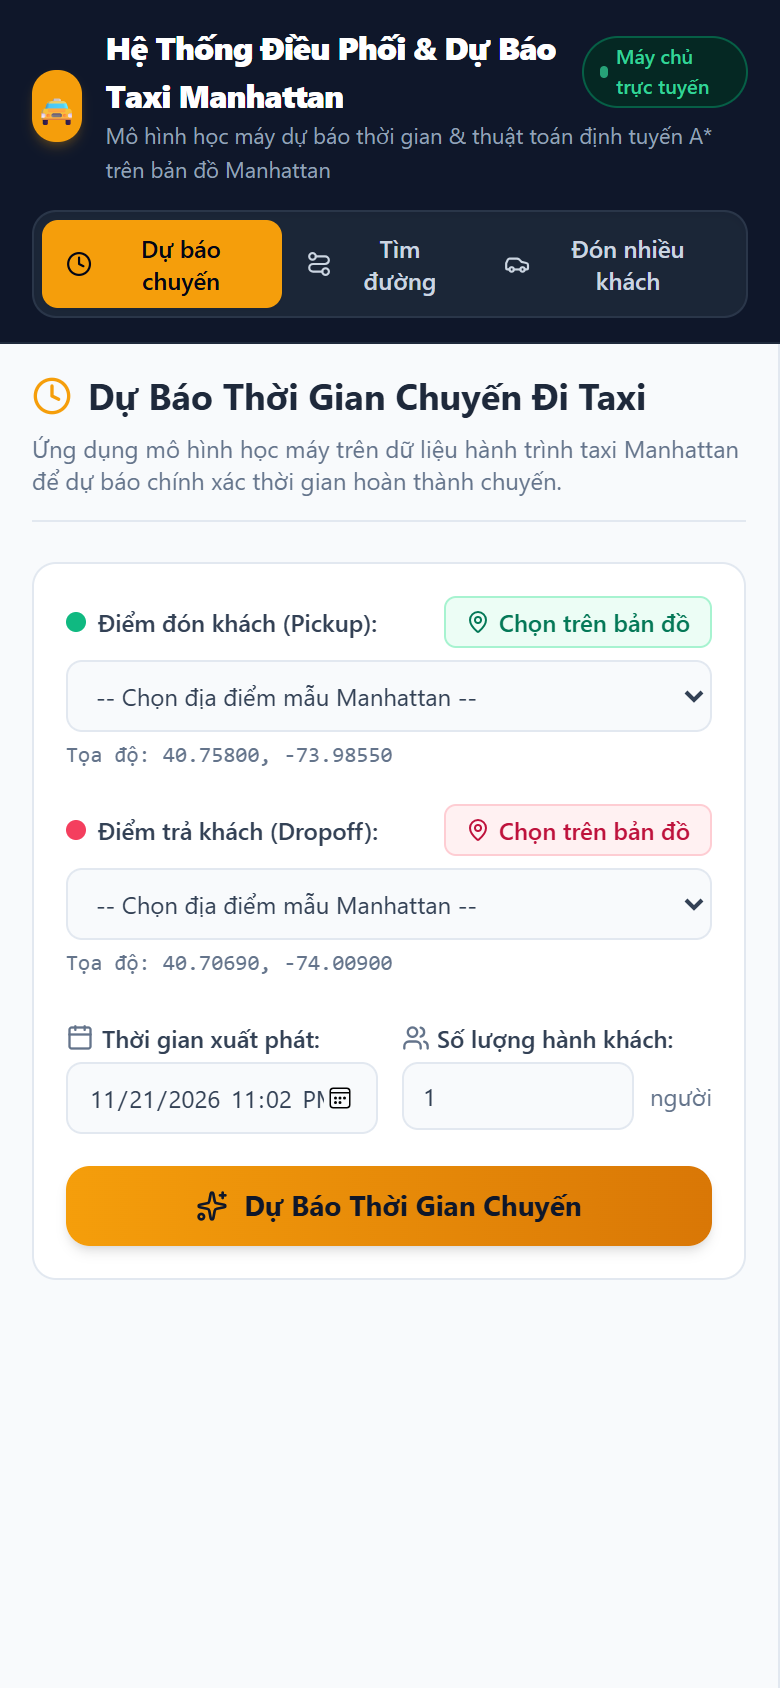 Hệ Thống Điều Phối & Dự Báo
Taxi Manhattan
Máy chủ
trực tuyến
Mô hình học máy dự báo thời gian & thuật toán định tuyến A*
trên bản đồ Manhattan
Dự báo
chuyến
Tìm
đường
Đón nhiều
khách
Dự Báo Thời Gian Chuyến Đi Taxi
Ứng dụng mô hình học máy trên dữ liệu hành trình taxi Manhattan
để dự báo chính xác thời gian hoàn thành chuyến.
Điểm đón khách (Pickup):
Chọn trên bản đồ
-- Chọn địa điểm mẫu Manhattan --
Tọa độ: 40.75800, -73.98550
Điểm trả khách (Dropoff):
Chọn trên bản đồ
-- Chọn địa điểm mẫu Manhattan --
Tọa độ: 40.70690, -74.00900
Thời gian xuất phát:
Số lượng hành khách:
11/21/2026 11:02 PM
1
người
Dự Báo Thời Gian Chuyến